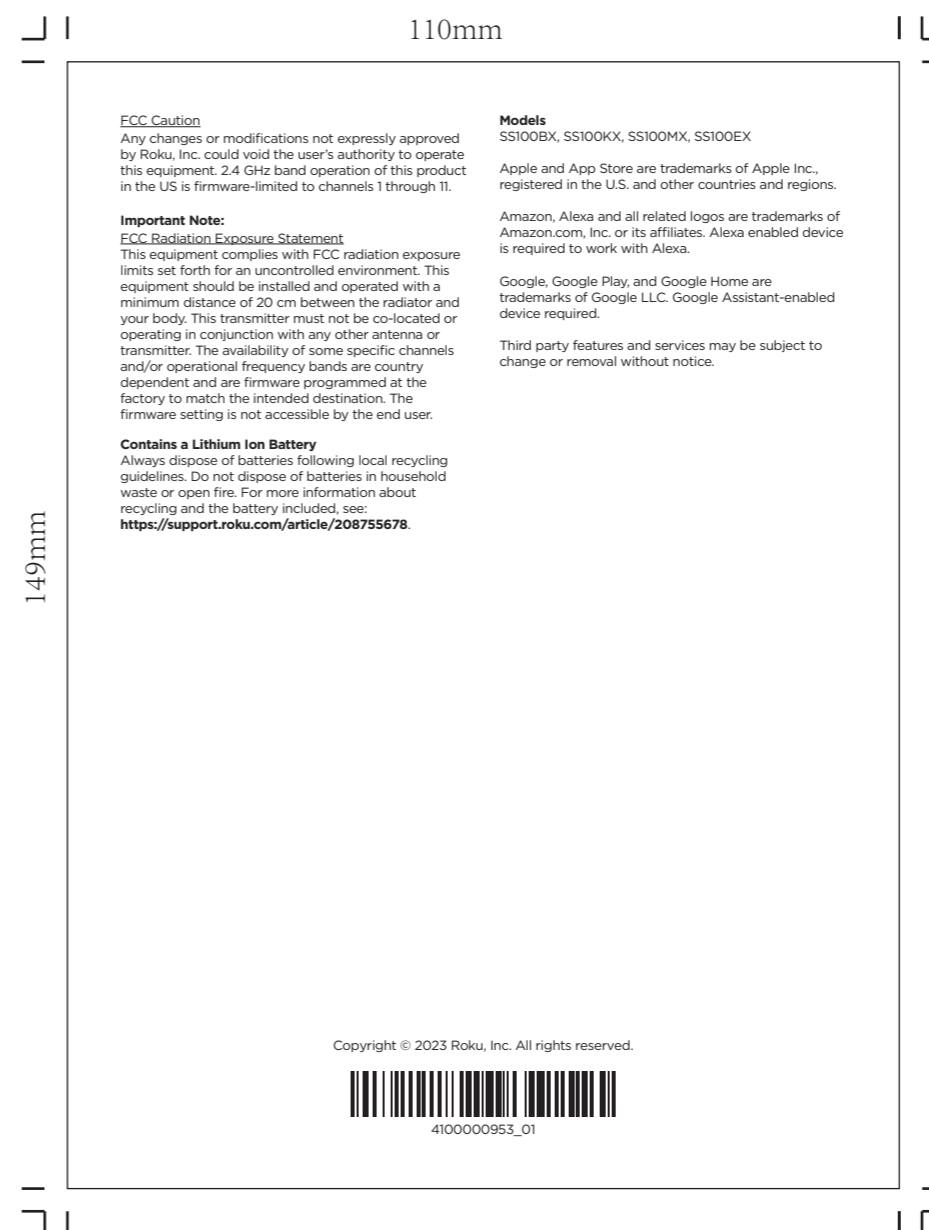 110mm
149mm
FCC Caution
Any changes or modifications not expressly approved
by Roku, Inc. could void the user's authority to operate
this equipment. 2.4 GHz band operation of this product
in the US is firmware-limited to channels 1 through 11.
Important Note:
FCC Radiation Exposure Statement
This equipment complies with FCC radiation exposure
limits set forth for an uncontrolled environment. This
equipment should be installed and operated with a
minimum distance of 20 cm between the radiator and
your body. This transmitter must not be co-located or
operating in conjunction with any other antenna or
transmitter. The availability of some specific channels
and/or operational frequency bands are country
dependent and are firmware programmed at the
factory to match the intended destination. The
firmware setting is not accessible by the end user.
Contains a Lithium Ion Battery
Always dispose of batteries following local recycling
guidelines. Do not dispose of batteries in household
waste or open fire. For more information about
recycling and the battery included, see:
https://support.roku.com/article/208755678.
Models
SS100BX, SS100KX, SS100MX, SS100EX
Apple and App Store are trademarks of Apple Inc.,
registered in the U.S. and other countries and regions.
Amazon, Alexa and all related logos are trademarks of
Amazon.com, Inc. or its affiliates. Alexa enabled device
is required to work with Alexa.
Google, Google Play, and Google Home are
trademarks of Google LLC. Google Assistant-enabled
device required.
Third party features and services may be subject to
change or removal without notice.
Copyright © 2023 Roku, Inc. All rights reserved.
4100000953_01